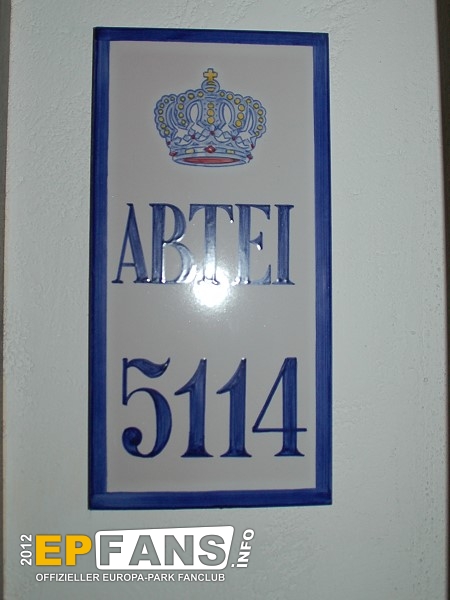 ABTEI
5114
2012
EPFANS.INFO
OFFIZIELLER EUROPA-PARK FANCLUB